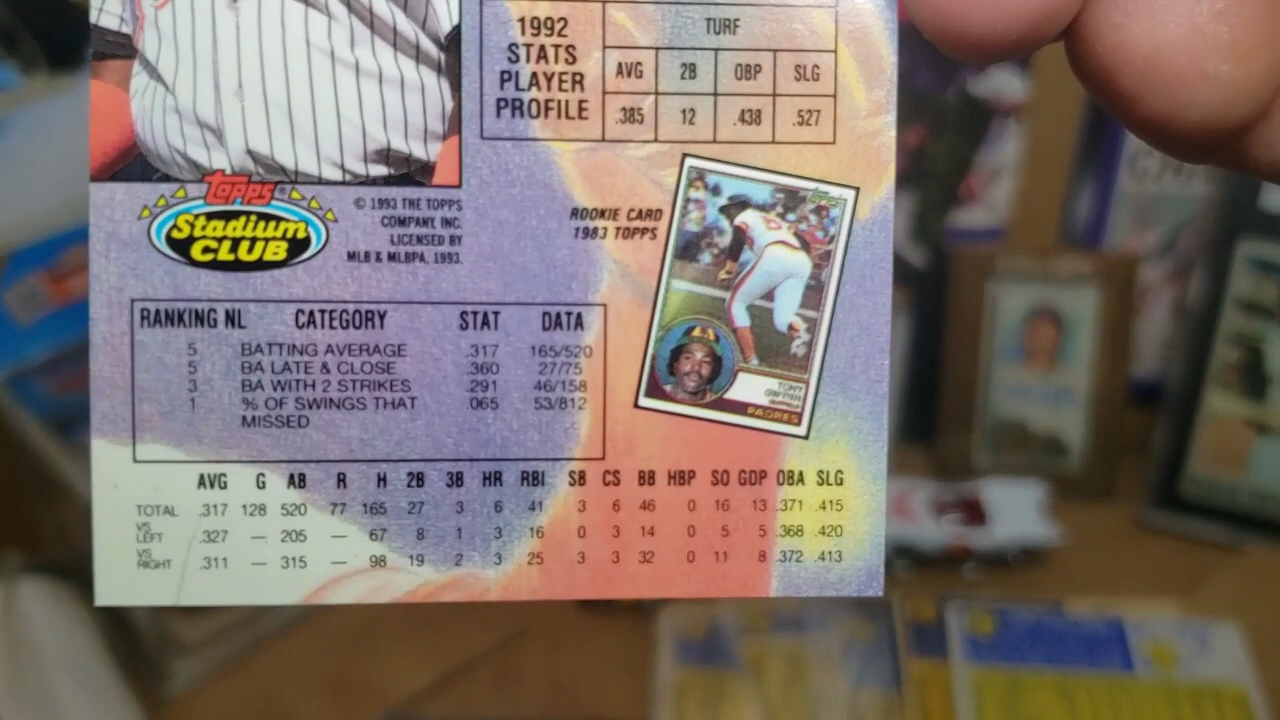 1992
STATS
PLAYER
PROFILE
TURF
AVG 2B OBP SLG
.385 12 .438 .527
TOPPS®
Stadium
CLUB
© 1993 THE TOPPS
COMPANY, INC.
LICENSED BY
MLB & MLBPA, 1993.
ROOKIE CARD
1983 TOPPS
TOPPS
TONY
GWYNN
PADRES
RANKING NL CATEGORY STAT DATA
5 BATTING AVERAGE .317 165/520
5 BA LATE & CLOSE .360 27/75
3 BA WITH 2 STRIKES .291 46/158
1 % OF SWINGS THAT .065 53/812
MISSED
AVG G AB R H 2B 3B HR RBI SB CS BB HBP SO GDP OBA SLG
TOTAL .317 128 520 77 165 27 3 6 41 3 6 46 0 16 13 .371 .415
VS
LEFT .327 — 205 — 67 8 1 3 16 0 3 14 0 5 5 .368 .420
VS
RIGHT .311 — 315 — 98 19 2 3 25 3 3 32 0 11 8 .372 .413